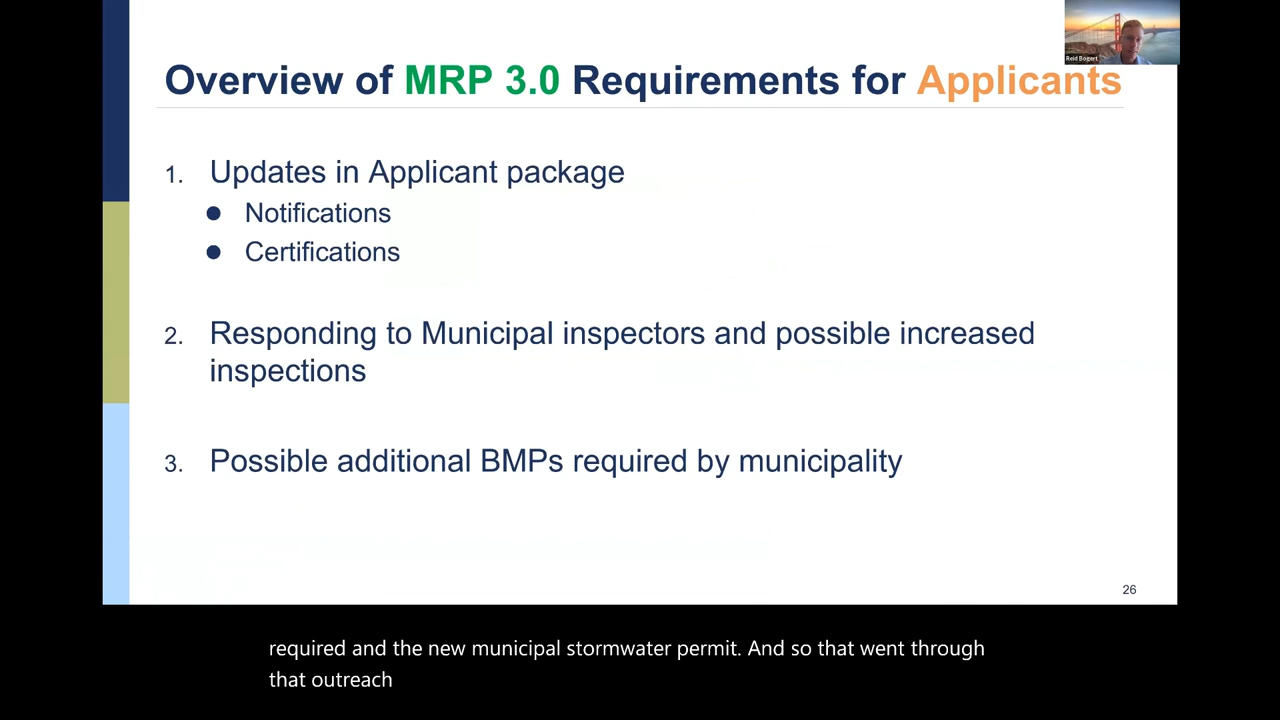 Reid Bogert
Overview of MRP 3.0 Requirements for Applicants
1. Updates in Applicant package
● Notifications
● Certifications
2. Responding to Municipal inspectors and possible increased
inspections
3. Possible additional BMPs required by municipality
26
required and the new municipal stormwater permit. And so that went through
that outreach